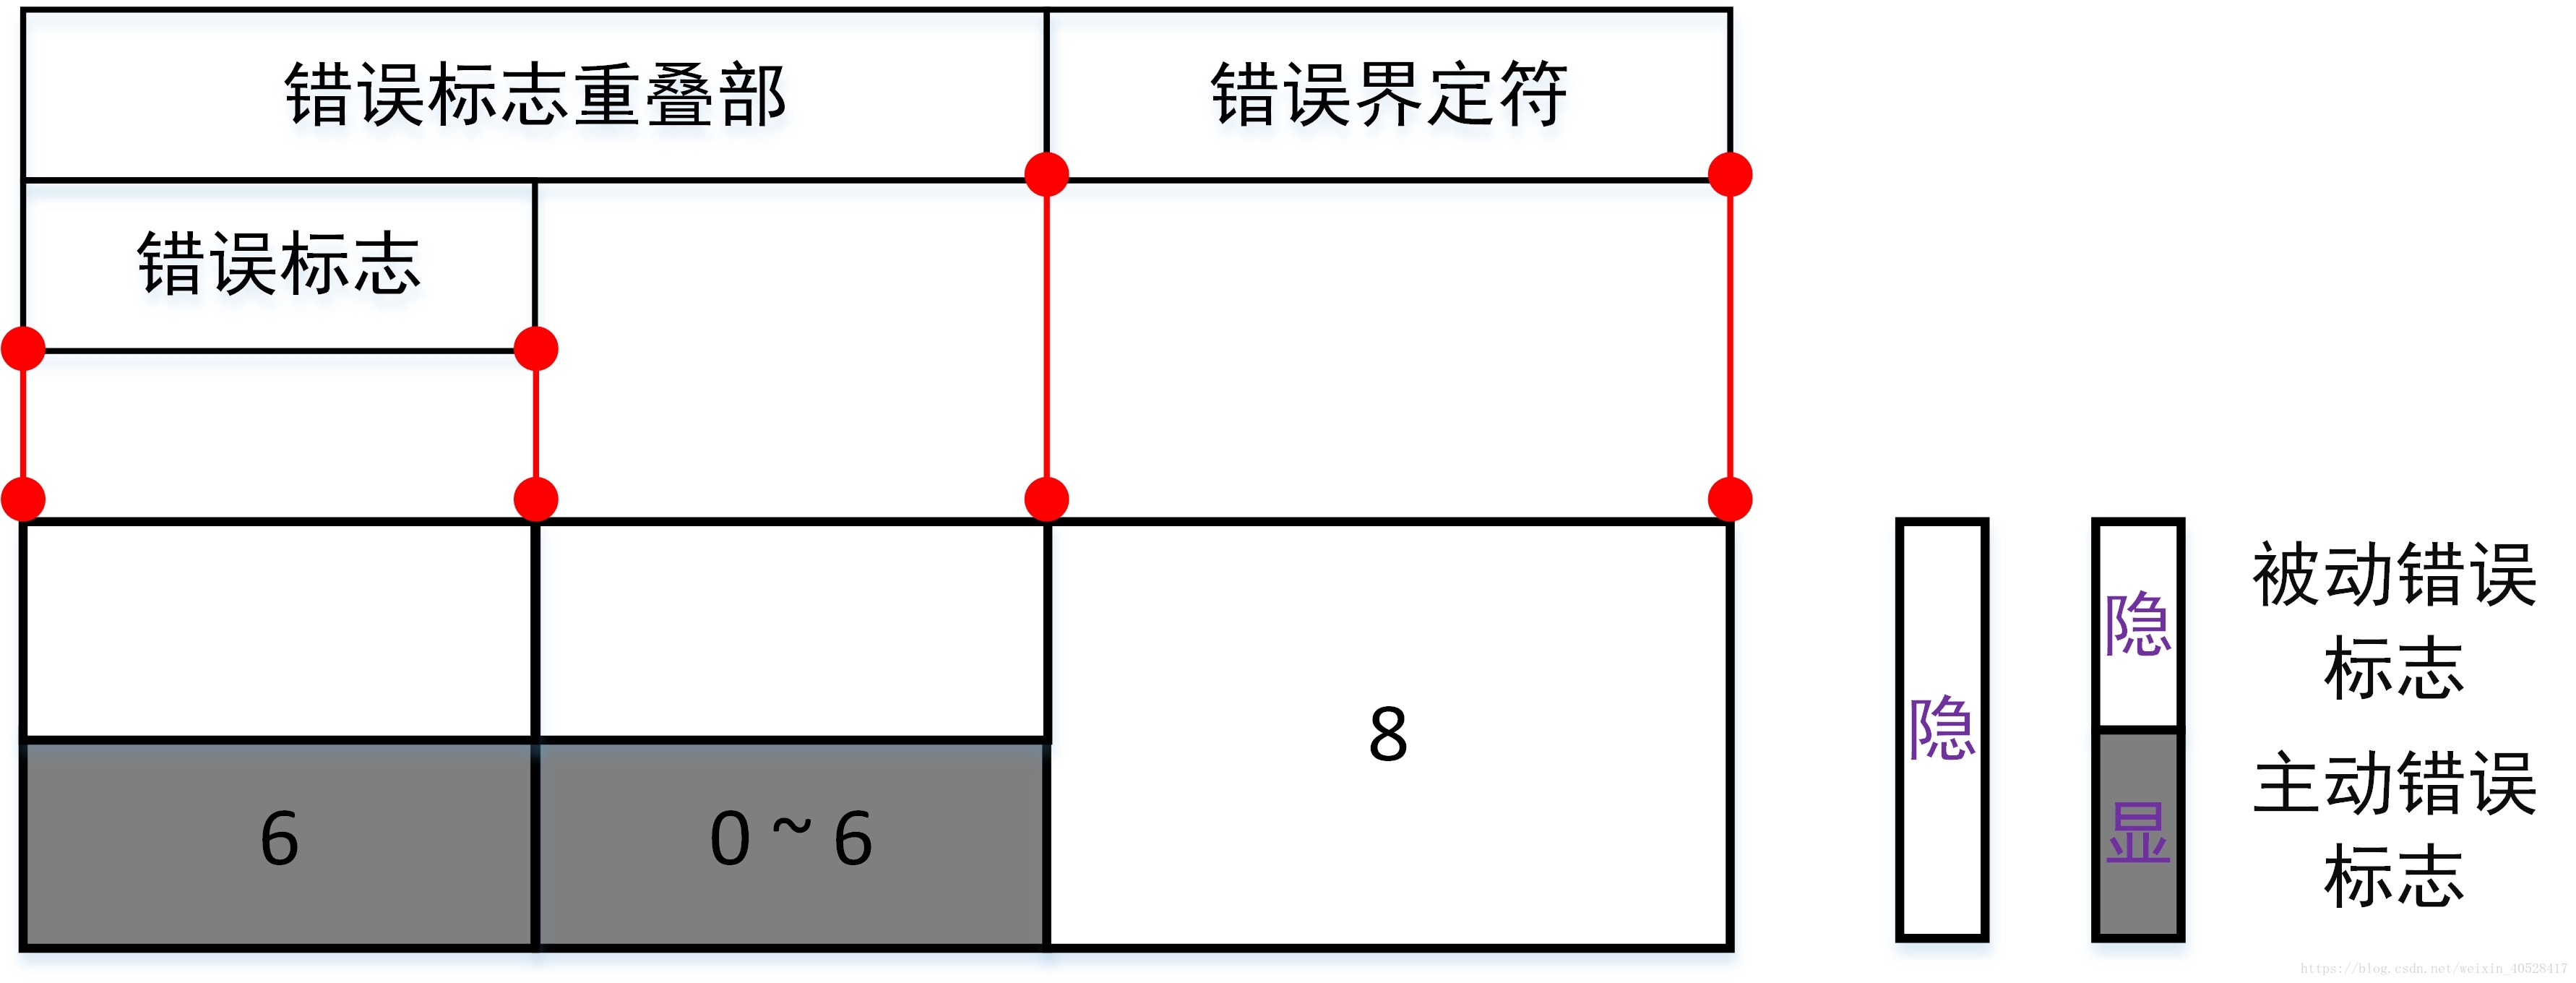 错误标志重叠部
错误界定符
错误标志
6
0 ~ 6
8
隐
隐
显
被动错误
标志
主动错误
标志
https://blog.csdn.net/weixin_40528417